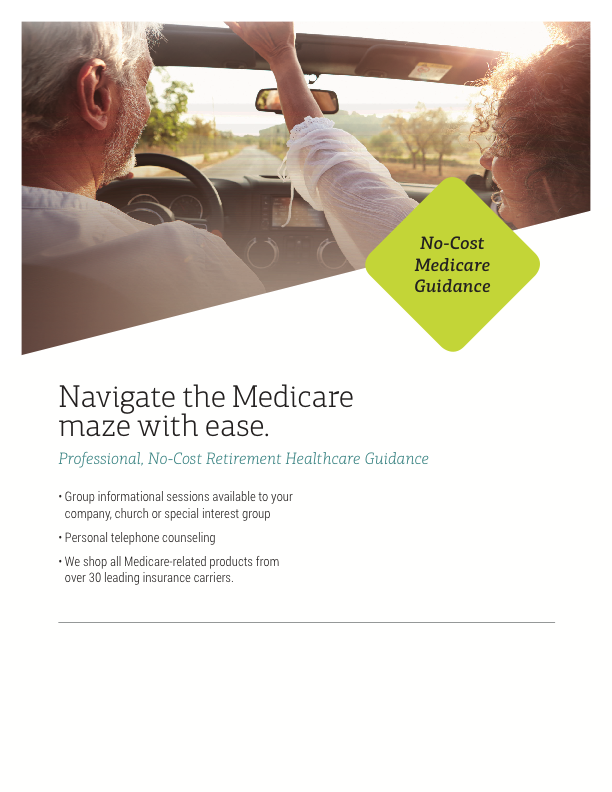 No-Cost
Medicare
Guidance
Navigate the Medicare
maze with ease.
Professional, No-Cost Retirement Healthcare Guidance
• Group informational sessions available to your
company, church or special interest group
• Personal telephone counseling
• We shop all Medicare-related products from
over 30 leading insurance carriers.